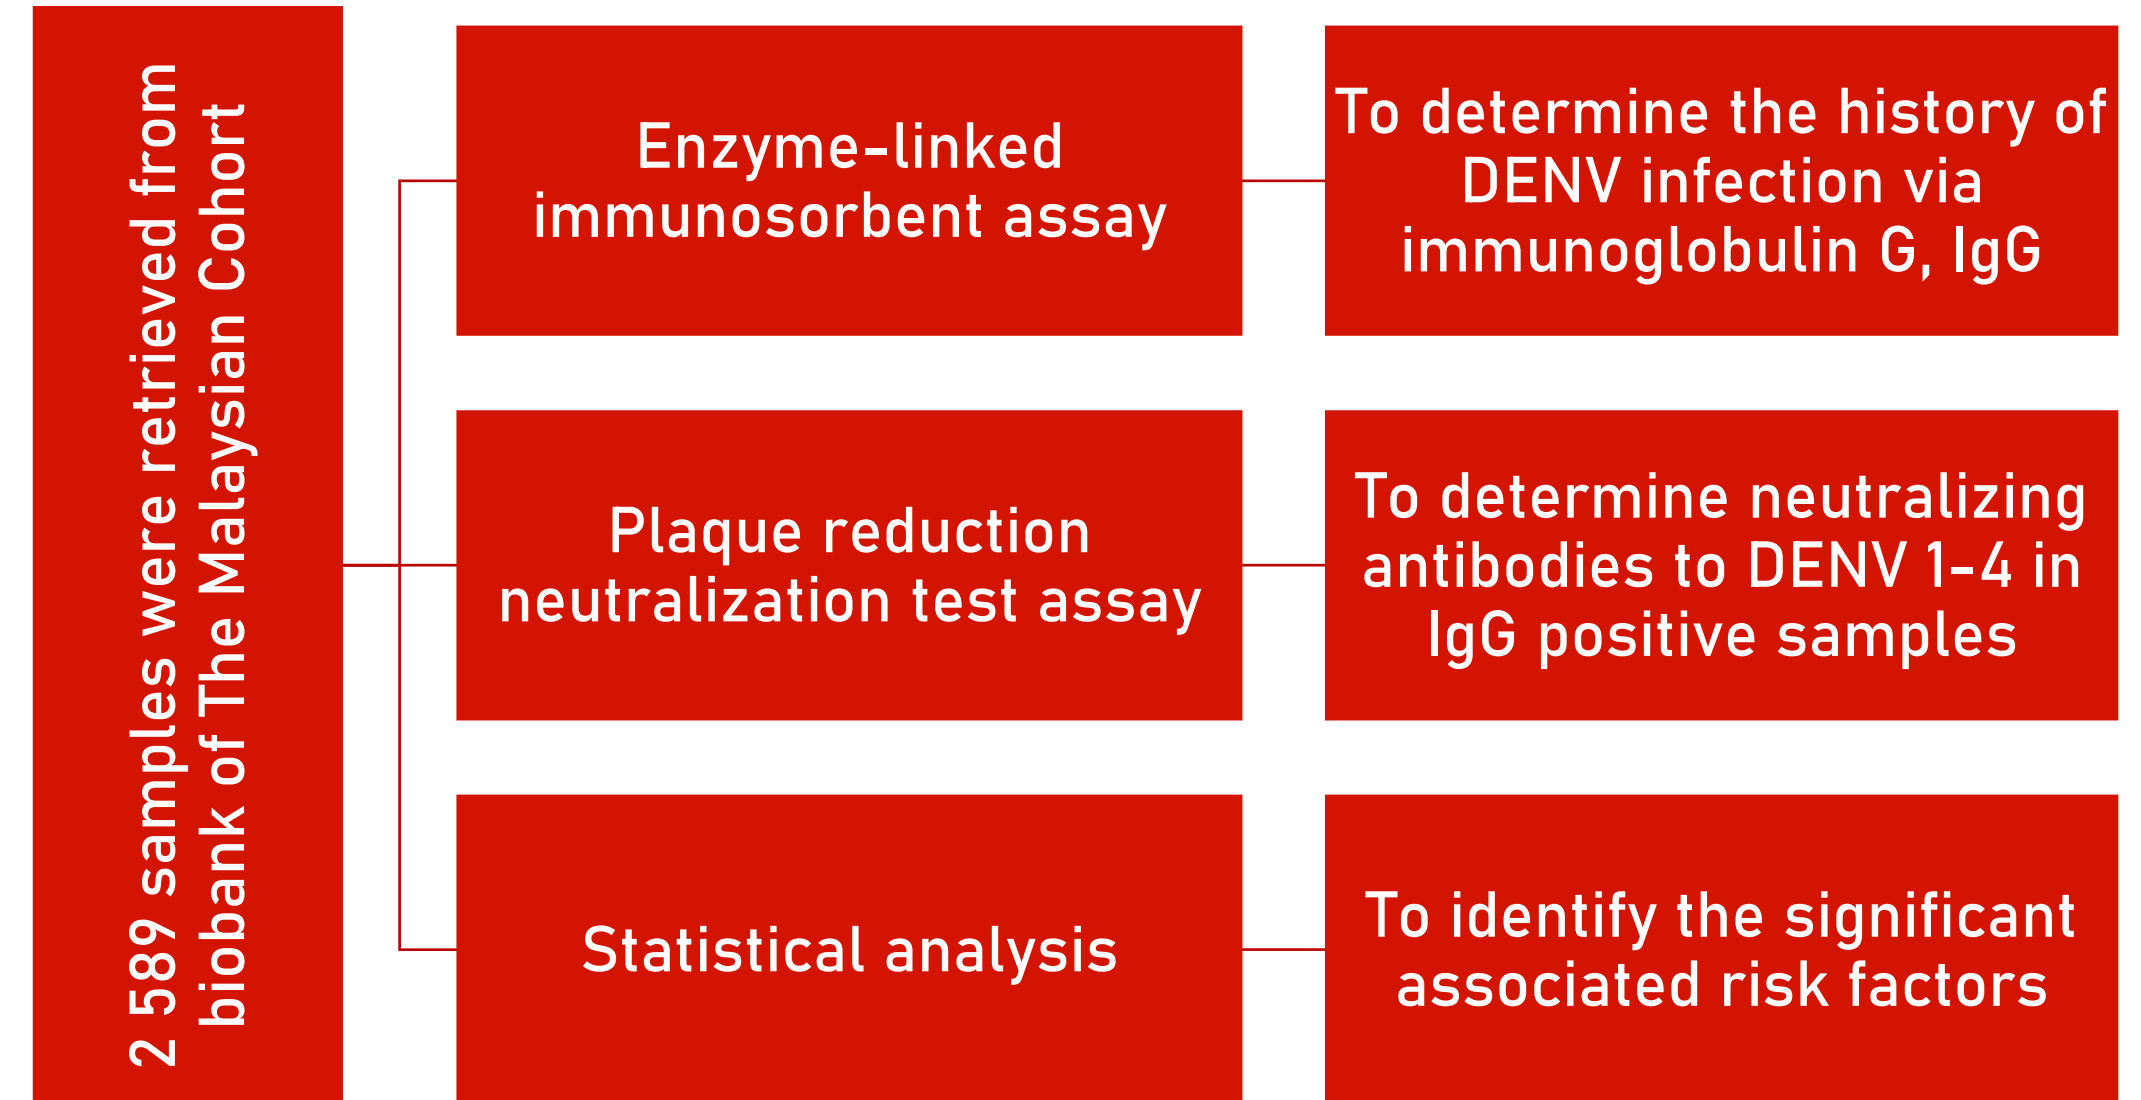 2 589 samples were retrieved from
biobank of The Malaysian Cohort
Enzyme-linked
immunosorbent assay
To determine the history of
DENV infection via
immunoglobulin G, IgG
Plaque reduction
neutralization test assay
To determine neutralizing
antibodies to DENV 1-4 in
IgG positive samples
Statistical analysis
To identify the significant
associated risk factors